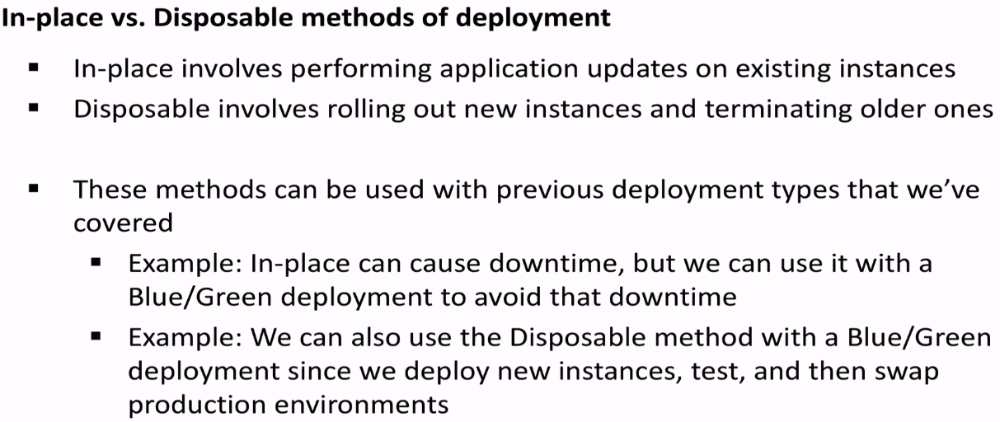 In-place vs. Disposable methods of deployment
▪ In-place involves performing application updates on existing instances
▪ Disposable involves rolling out new instances and terminating older ones
▪ These methods can be used with previous deployment types that we’ve
covered
▪ Example: In-place can cause downtime, but we can use it with a
Blue/Green deployment to avoid that downtime
▪ Example: We can also use the Disposable method with a Blue/Green
deployment since we deploy new instances, test, and then swap
production environments